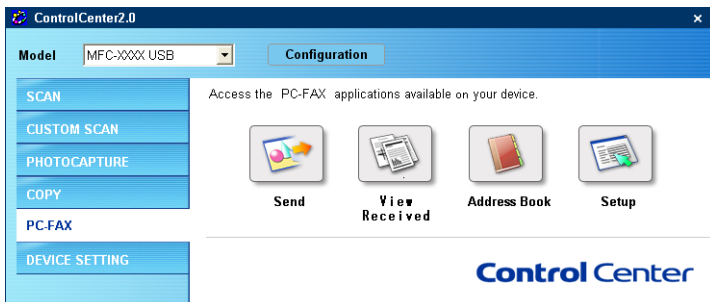 ControlCenter2.0
Model MFC-XXXX USB Configuration
SCAN
CUSTOM SCAN
PHOTOCAPTURE
COPY
PC-FAX
DEVICE SETTING
Access the PC-FAX applications available on your device.
Send View Received Address Book Setup
Control Center